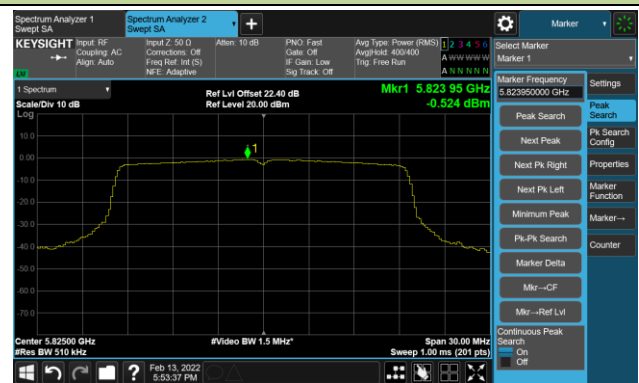 Spectrum Analyzer 1
Swept SA
Spectrum Analyzer 2
Swept SA
Marker
KEYSIGHT
Input: RF
Coupling: AC
Align: Auto
Input Z: 50 Ω
Corrections: Off
Freq Ref: Int (S)
NFE: Adaptive
Atten: 10 dB
PNO: Fast
Gate: Off
IF Gain: Low
Sig Track: Off
Avg Type: Power (RMS)
Avg|Hold: 400/400
Trig: Free Run
1 2 3 4 5 6
A W W W W W
A N N N N N
LXI
Select Marker
Marker 1
1 Spectrum
Scale/Div 10 dB
Log
Ref Lvl Offset 22.40 dB
Ref Level 20.00 dBm
Mkr1 5.823 95 GHz
-0.524 dBm
10.0
0.00
-10.0
-20.0
-30.0
-40.0
-50.0
-60.0
-70.0
1
Center 5.82500 GHz
#Res BW 510 kHz
#Video BW 1.5 MHz*
Span 30.00 MHz
Sweep 1.00 ms (201 pts)
Marker Frequency
5.823950000 GHz
Peak Search
Next Peak
Next Pk Right
Next Pk Left
Minimum Peak
Pk-Pk Search
Marker Delta
Mkr→CF
Mkr→Ref Lvl
Continuous Peak
Search
On
Off
Settings
Peak
Search
Pk Search
Config
Properties
Marker
Function
Marker→
Counter
?
Feb 13, 2022
5:53:37 PM